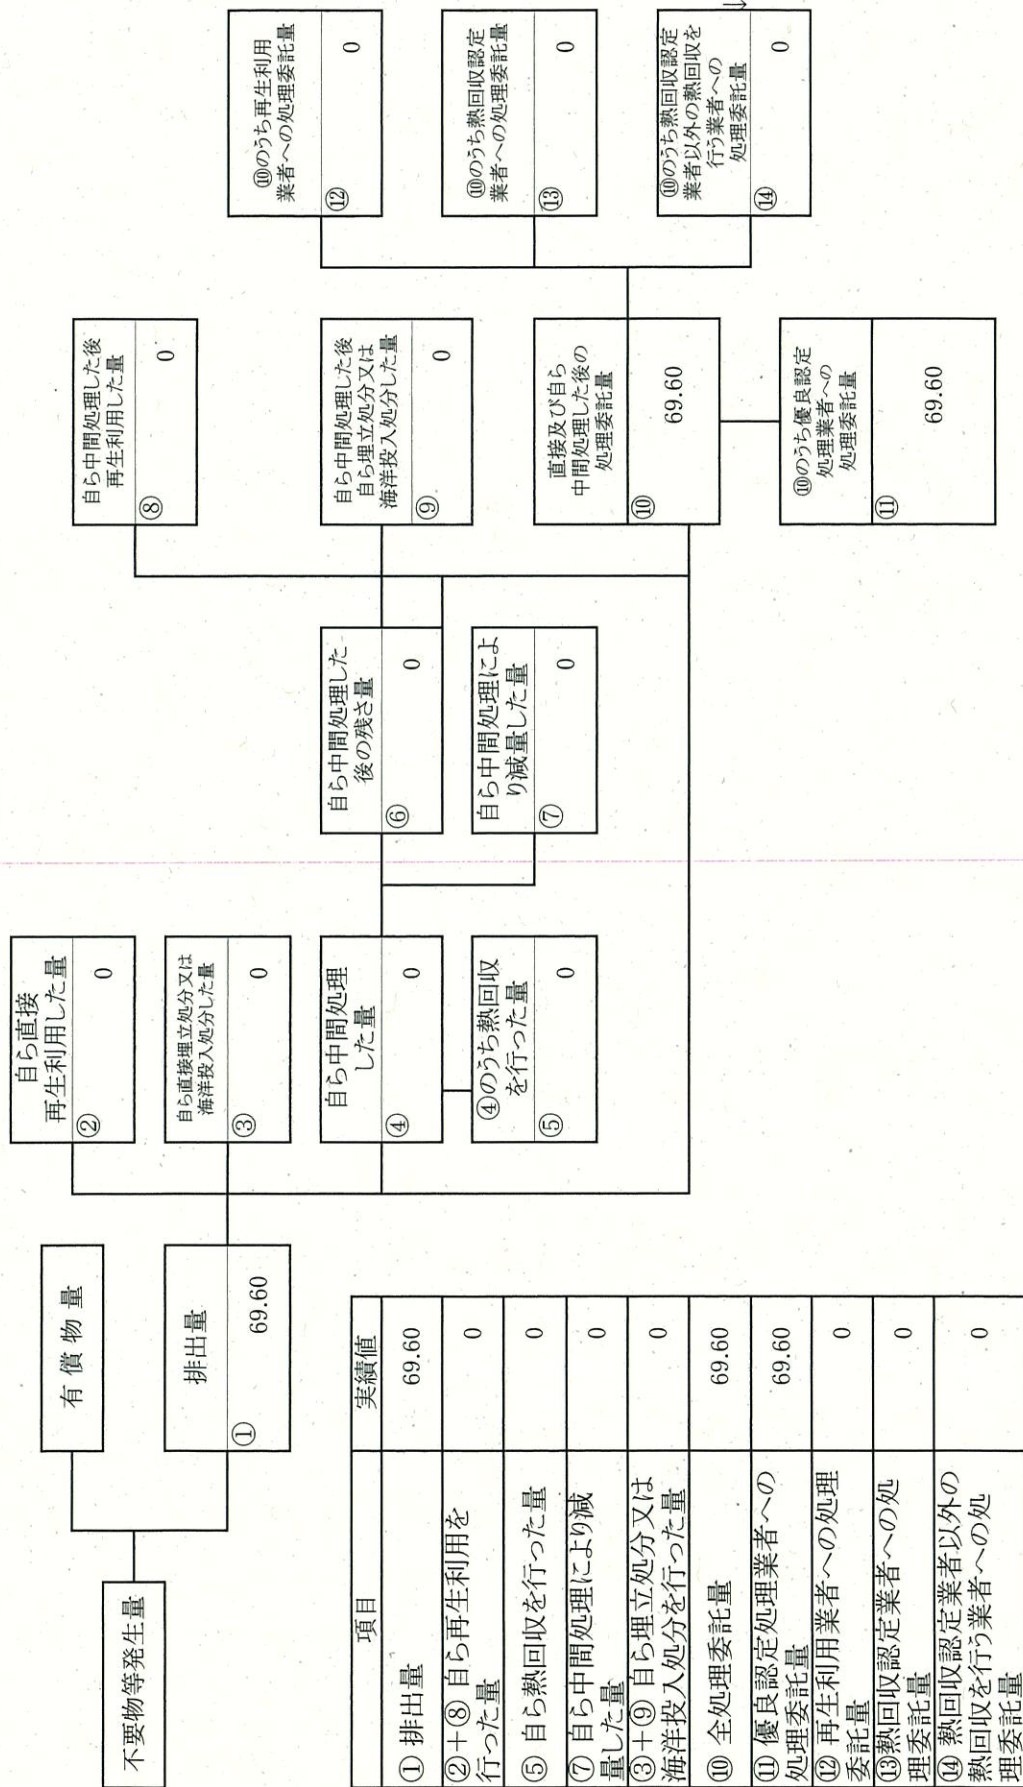 不要物等発生量
有償物量
排出量
①
69.60
自ら直接
再生利用した量
②
0
自ら直接埋立処分又は
海洋投入処分した量
③
0
自ら中間処理
した量
④
0
④のうち熱回収
を行った量
⑤
0
自ら中間処理した
後の残さ量
⑥
0
自ら中間処理によ
り減量した量
⑦
0
自ら中間処理した後
再生利用した量
⑧
0
自ら中間処理した後
自ら埋立処分又は
海洋投入処分した量
⑨
0
直接及び自ら
中間処理した後の
処理委託量
⑩
69.60
⑩のうち優良認定
処理業者への
処理委託量
⑪
69.60
⑩のうち再生利用
業者への処理委託量
⑫
0
⑩のうち熱回収認定
業者への処理委託量
⑬
0
⑩のうち熱回収認定
業者以外の熱回収を
行う業者への
処理委託量
⑭
0
項目 実績値
① 排出量 69.60
②+⑧ 自ら再生利用を
行った量 0
⑤ 自ら熱回収を行った量 0
⑦ 自ら中間処理により減
量した量 0
③+⑨ 自ら埋立処分又は
海洋投入処分を行った量 0
⑩ 全処理委託量 69.60
⑪ 優良認定処理業者への
処理委託量 69.60
⑫ 再生利用業者への処理
委託量 0
⑬熱回収認定業者への処
理委託量 0
⑭ 熱回収認定業者以外の
熱回収を行う業者への処
理委託量 0